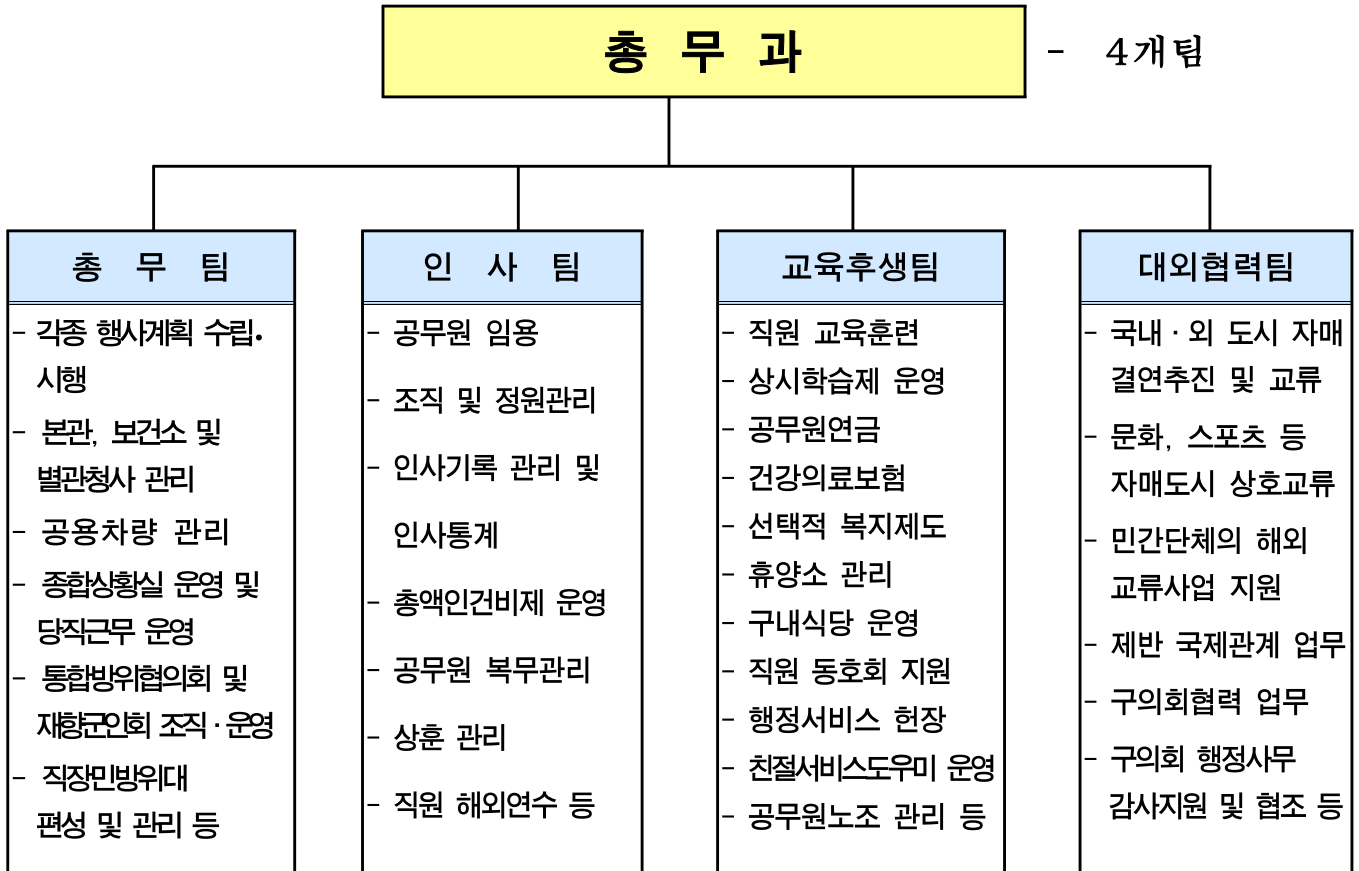 총 무 과 - 4개팀
총 무 팀
- 각종 행사계획 수립·
시행
- 본관, 보건소 및
별관청사 관리
- 공용차량 관리
- 종합상황실 운영 및
당직근무 운영
- 통합방위협의회 및
재향군인회 조직·운영
- 직장민방위대
편성 및 관리 등
인 사 팀
- 공무원 임용
- 조직 및 정원관리
- 인사기록 관리 및
인사통계
- 총액인건비제 운영
- 공무원 복무관리
- 상훈 관리
- 직원 해외연수 등
교육후생팀
- 직원 교육훈련
- 상시학습제 운영
- 공무원연금
- 건강의료보험
- 선택적 복지제도
- 휴양소 관리
- 구내식당 운영
- 직원 동호회 지원
- 행정서비스 헌장
- 친절서비스도우미 운영
- 공무원노조 관리 등
대외협력팀
- 국내·외 도시 자매
결연추진 및 교류
- 문화, 스포츠 등
자매도시 상호교류
- 민간단체의 해외
교류사업 지원
- 제반 국제관계 업무
- 구의회협력 업무
- 구의회 행정사무
감사지원 및 협조 등